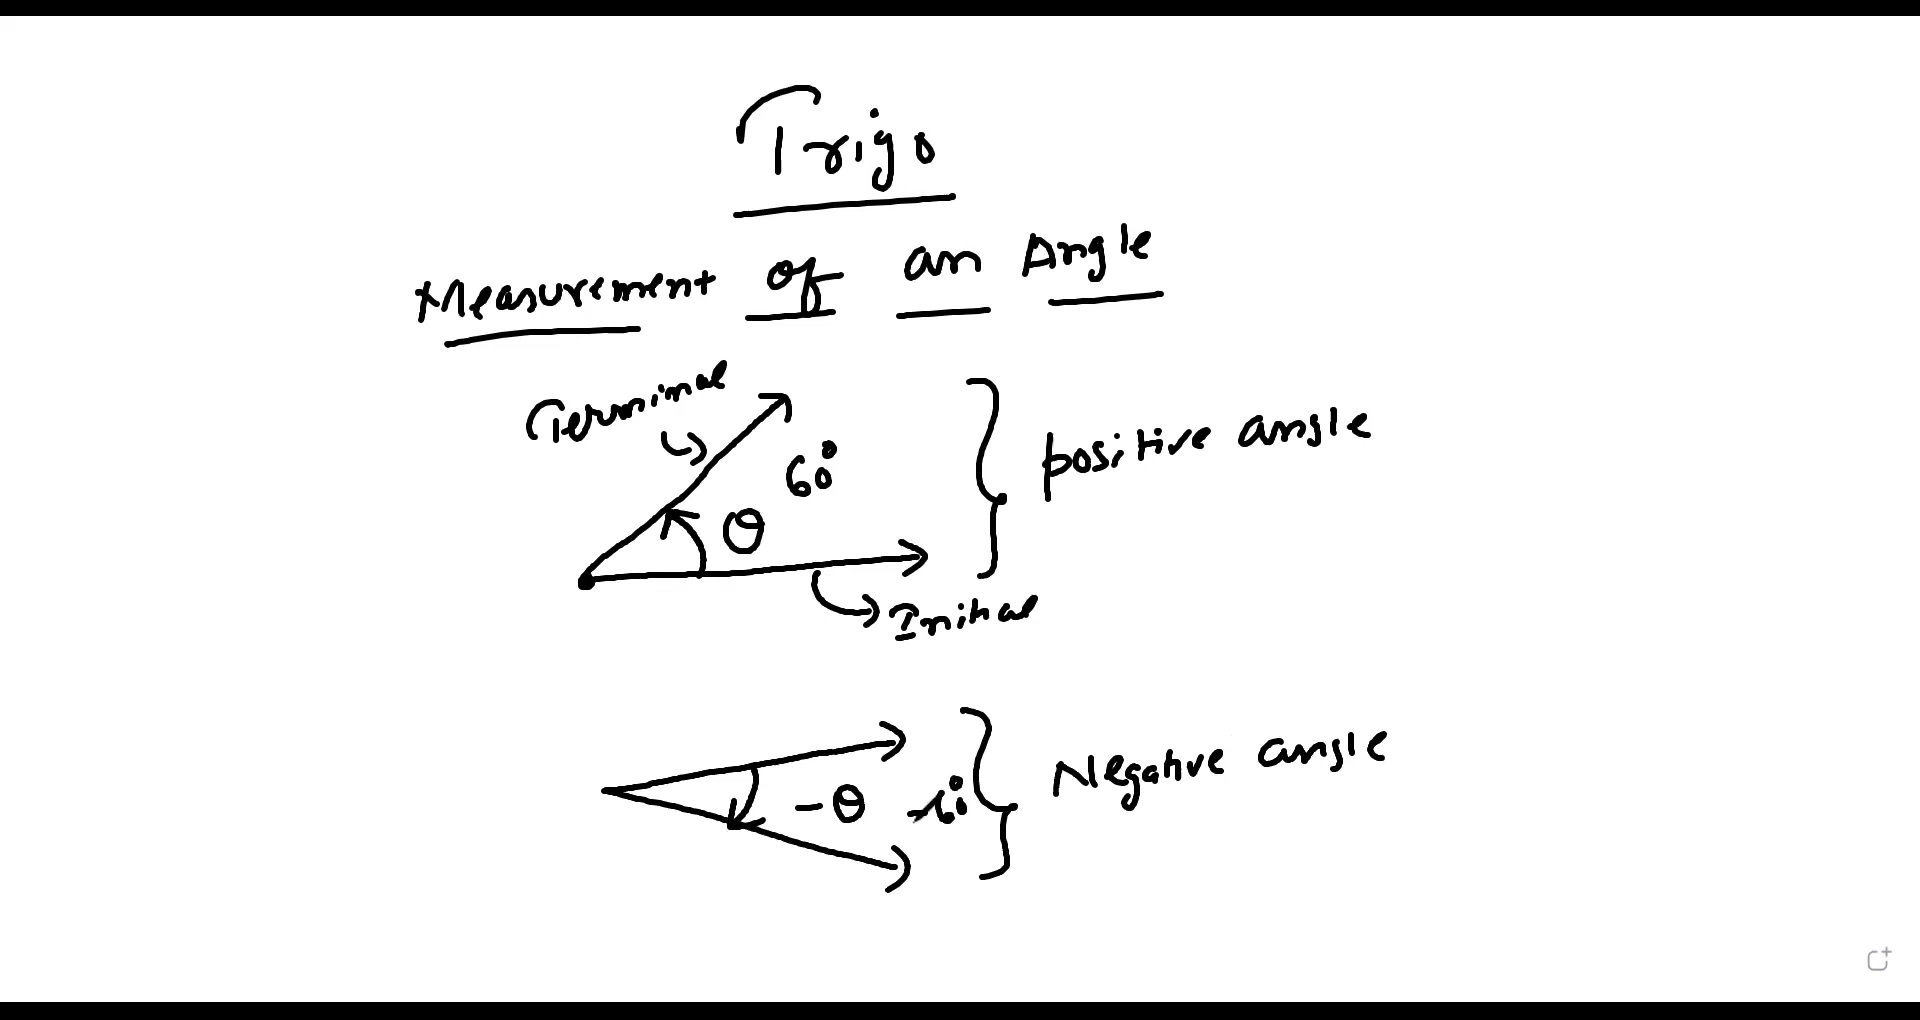 Trigo
Measurement of an Angle
Terminal
60°
positive angle
θ
Initial
Negative angle
-θ -60°